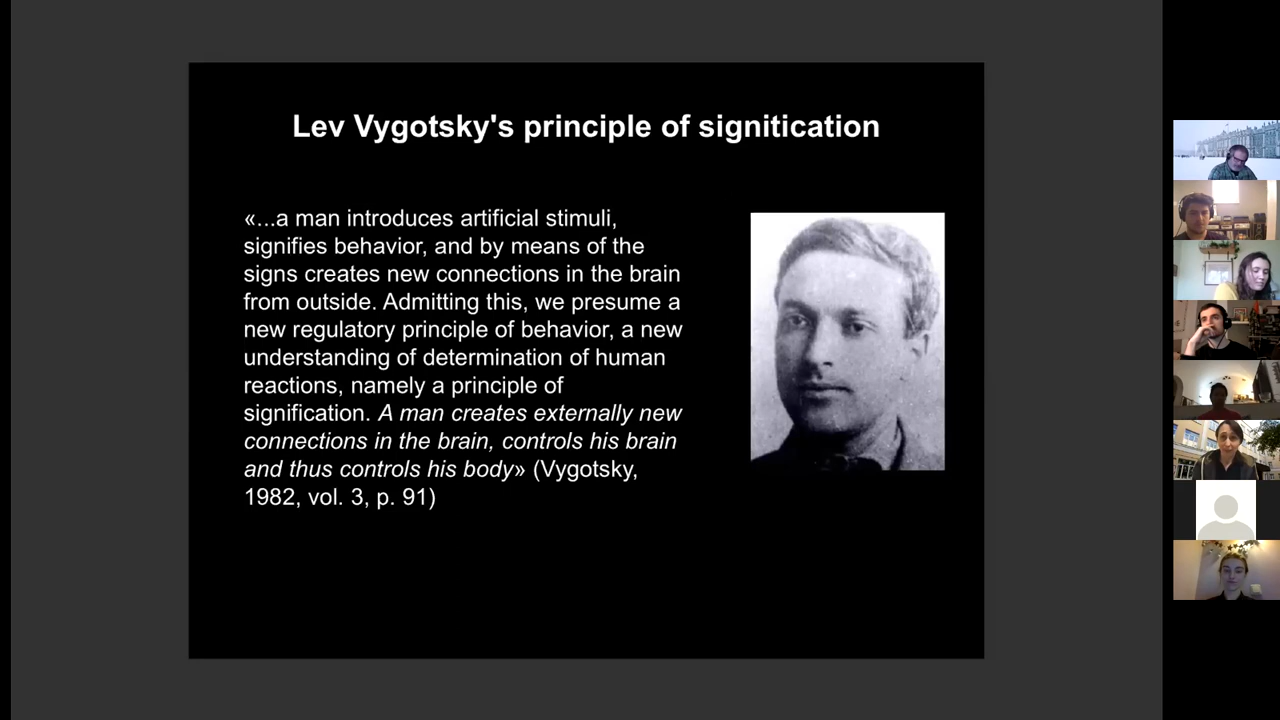 Lev Vygotsky's principle of signitication
«...a man introduces artificial stimuli,
signifies behavior, and by means of the
signs creates new connections in the brain
from outside. Admitting this, we presume a
new regulatory principle of behavior, a new
understanding of determination of human
reactions, namely a principle of
signification. A man creates externally new
connections in the brain, controls his brain
and thus controls his body» (Vygotsky,
1982, vol. 3, p. 91)